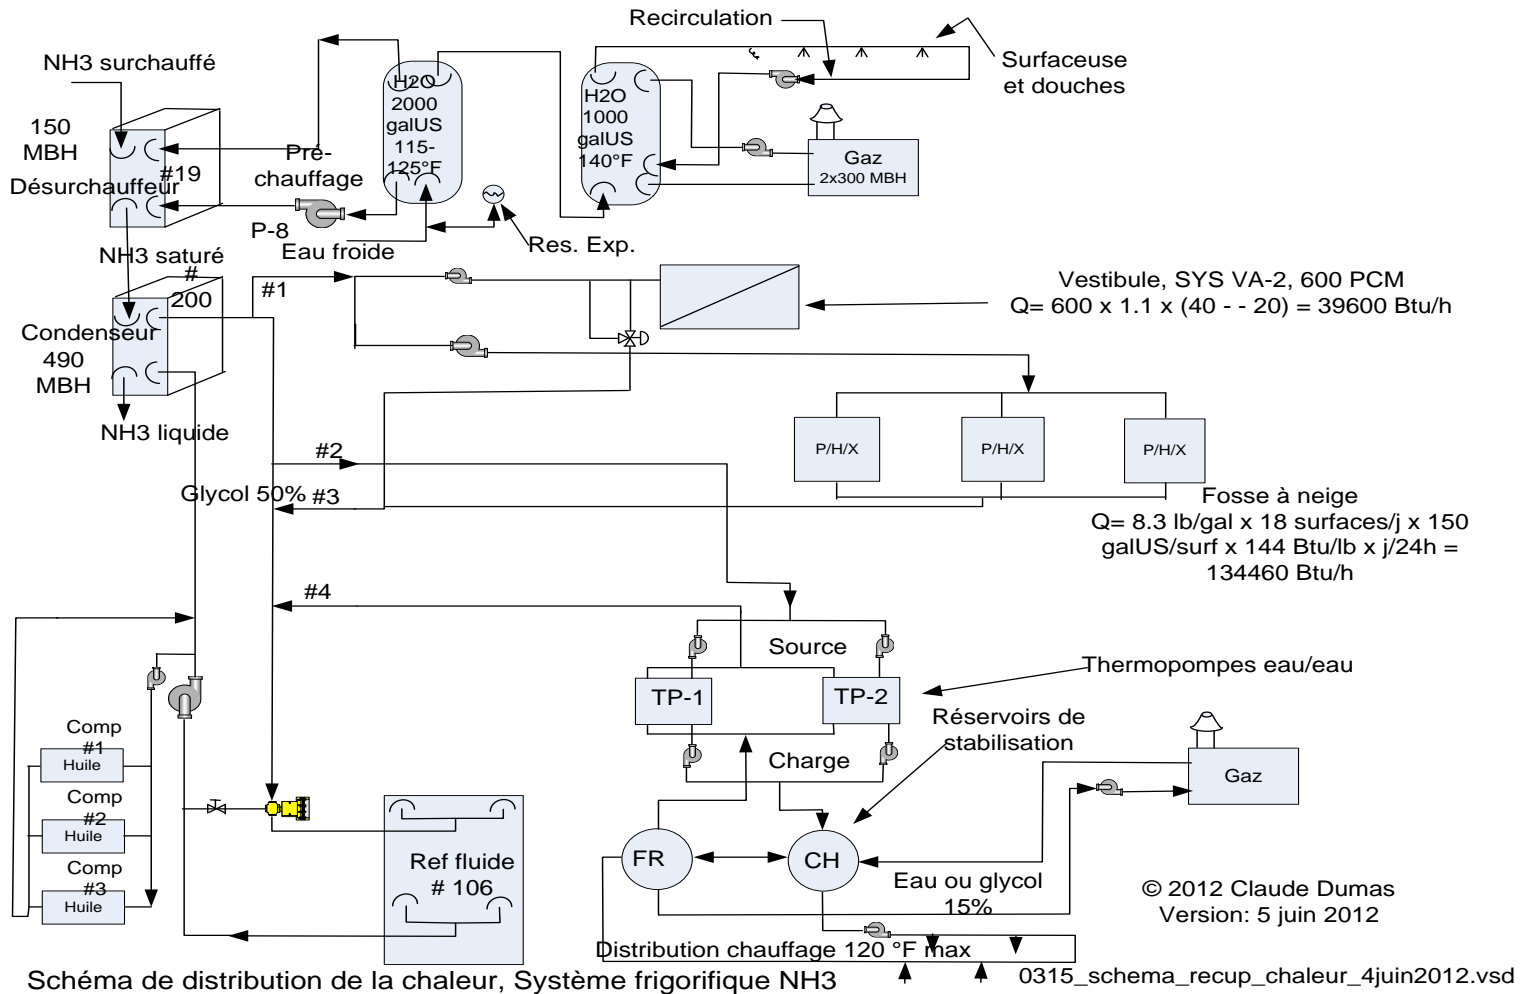 Recirculation
NH3 surchauffé
Surfaceuse
et douches
H2O
2000
galUS
115-
125°F
H2O
1000
galUS
140°F
150
MBH
Gaz
2x300 MBH
Pré-
chauffage
#19
Désurchauffeur
P-8
Eau froide
Res. Exp.
NH3 saturé
#
200
#1
Vestibule, SYS VA-2, 600 PCM
Q= 600 x 1.1 x (40 - - 20) = 39600 Btu/h
Condenseur
490
MBH
NH3 liquide
#2
P/H/X
P/H/X
P/H/X
Glycol 50%
#3
Fosse à neige
Q= 8.3 lb/gal x 18 surfaces/j x 150
galUS/surf x 144 Btu/lb x j/24h =
134460 Btu/h
#4
Source
Thermopompes eau/eau
TP-1
TP-2
Réservoirs de
stabilisation
Comp
#1
Huile
Charge
Gaz
Comp
#2
Huile
Comp
#3
Huile
Ref fluide
# 106
FR
CH
Eau ou glycol
15%
© 2012 Claude Dumas
Version: 5 juin 2012
Distribution chauffage 120 °F max
Schéma de distribution de la chaleur, Système frigorifique NH3
0315_schema_recup_chaleur_4juin2012.vsd